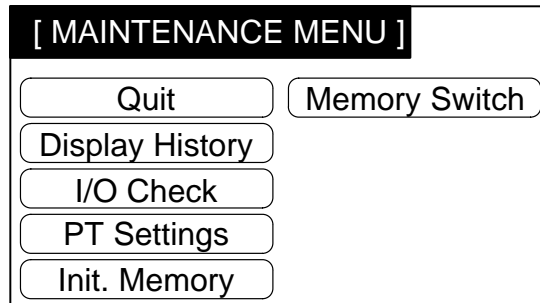 [ MAINTENANCE MENU ]
Quit
Memory Switch
Display History
I/O Check
PT Settings
Init. Memory